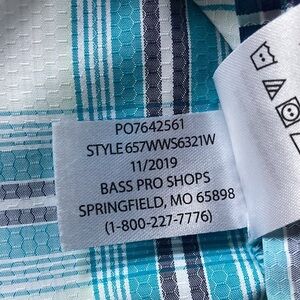 PO7642561
STYLE 657WWS6321W
11/2019
BASS PRO SHOPS
SPRINGFIELD, MO 65898
(1-800-227-7776)